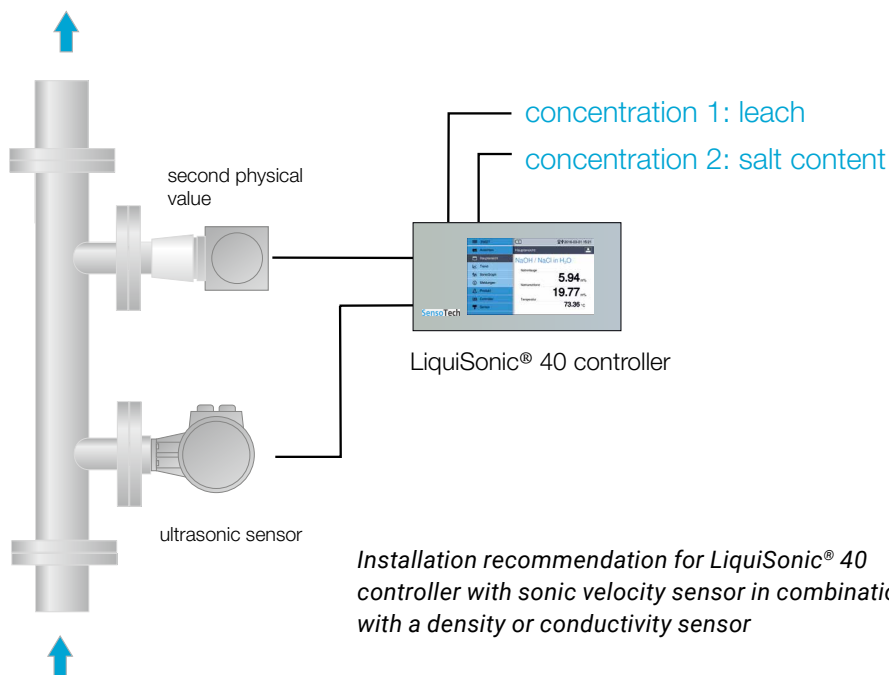 concentration 1: leach
concentration 2: salt content
second physical
value
NaOH / NaCl in H₂O
5.94 m%
19.77 m%
73.36 °C
SensoTech
LiquiSonic® 40 controller
ultrasonic sensor
Installation recommendation for LiquiSonic® 40
controller with sonic velocity sensor in combinatio
with a density or conductivity sensor